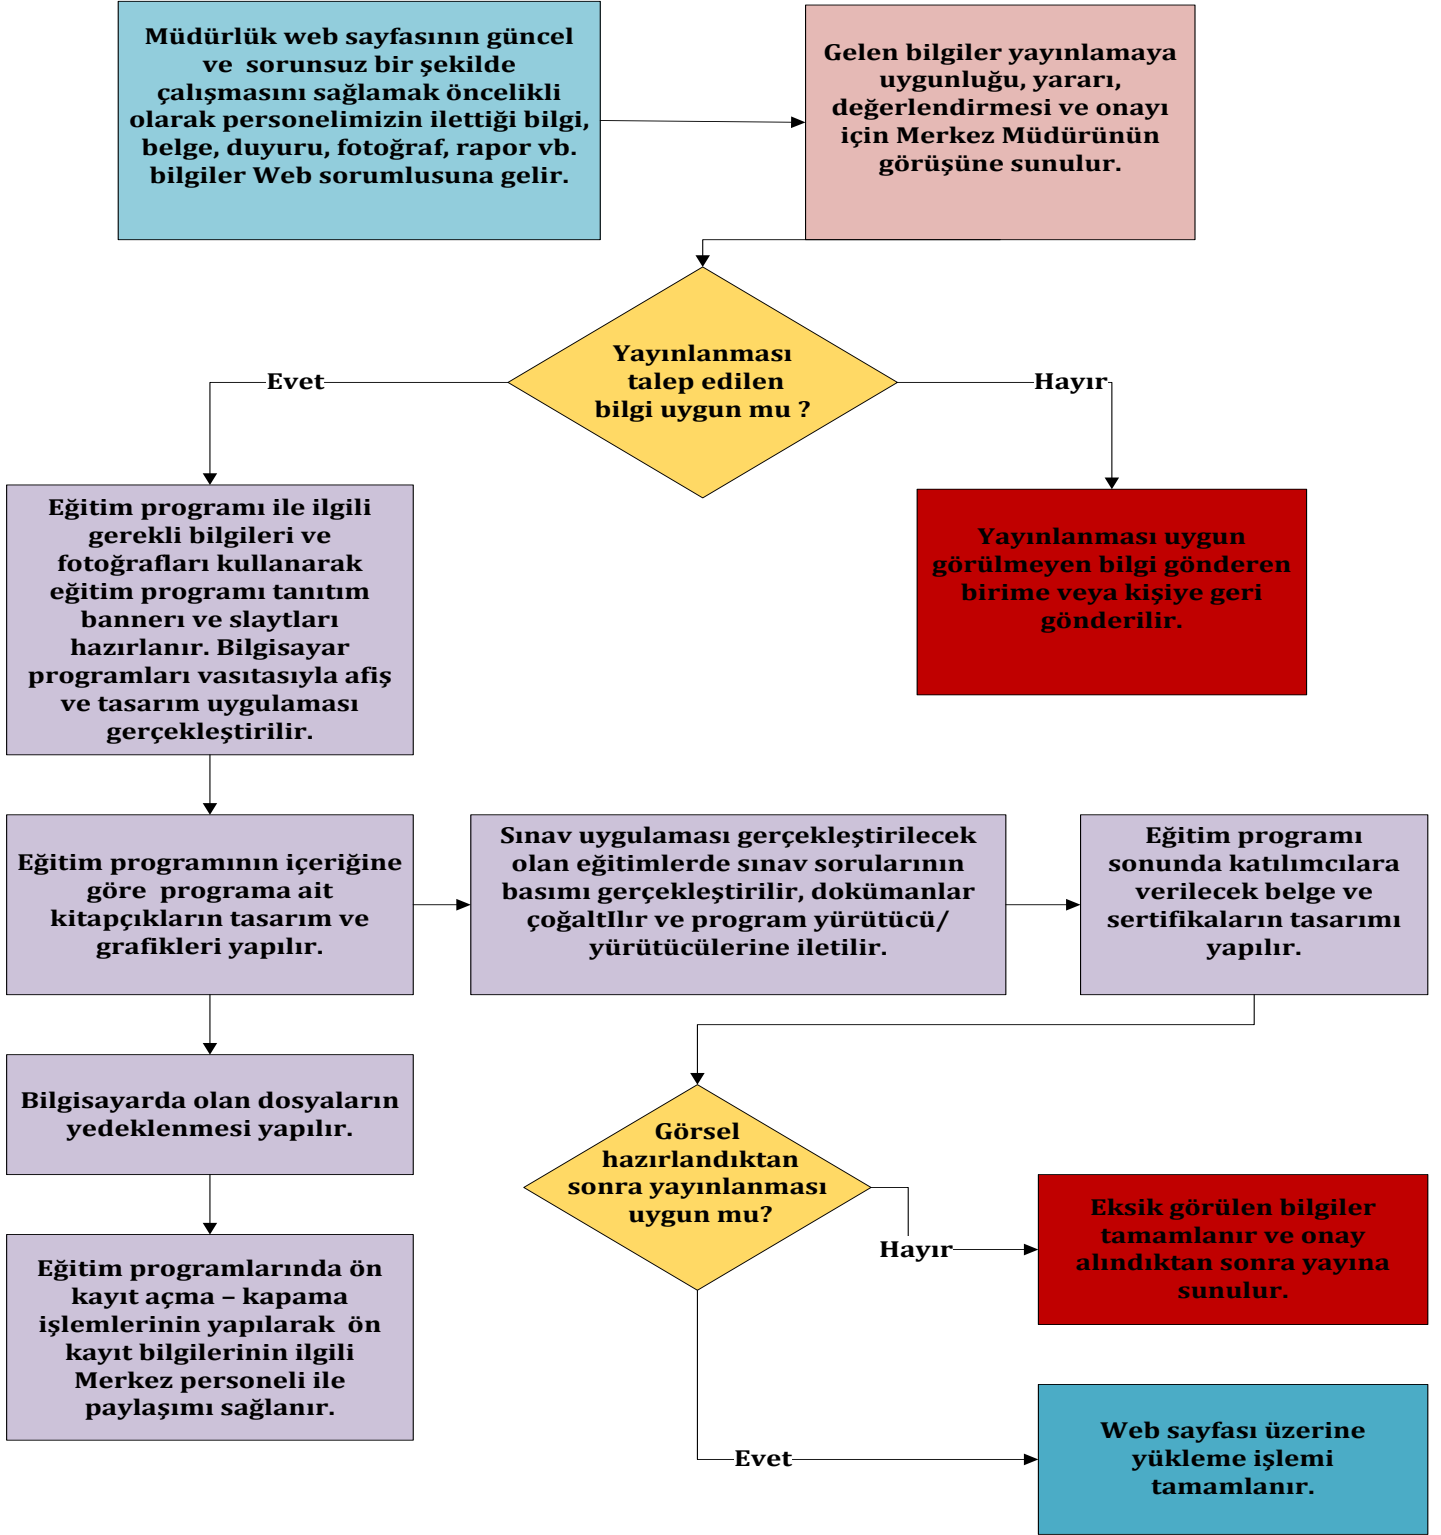 Müdürlük web sayfasının güncel
ve sorunsuz bir şekilde
çalışmasını sağlamak öncelikli
olarak personelimizin ilettiği bilgi,
belge, duyuru, fotoğraf, rapor vb.
bilgiler Web sorumlusuna gelir.
Gelen bilgiler yayınlamaya
uygunluğu, yararı,
değerlendirmesi ve onayı
için Merkez Müdürünün
görüşüne sunulur.
Yayınlanması
talep edilen
bilgi uygun mu ?
Evet
Hayır
Eğitim programı ile ilgili
gerekli bilgileri ve
fotoğrafları kullanarak
eğitim programı tanıtım
bannerı ve slaytları
hazırlanır. Bilgisayar
programları vasıtasıyla afiş
ve tasarım uygulaması
gerçekleştirilir.
Yayınlanması uygun
görülmeyen bilgi gönderen
birime veya kişiye geri
gönderilir.
Eğitim programının içeriğine
göre programa ait
kitapçıkların tasarım ve
grafikleri yapılır.
Sınav uygulaması gerçekleştirilecek
olan eğitimlerde sınav sorularının
basımı gerçekleştirilir, dokümanlar
çoğaltIlır ve program yürütücü/
yürütücülerine iletilir.
Eğitim programı
sonunda katılımcılara
verilecek belge ve
sertifikaların tasarımı
yapılır.
Bilgisayarda olan dosyaların
yedeklenmesi yapılır.
Görsel
hazırlandıktan
sonra yayınlanması
uygun mu?
Hayır
Eksik görülen bilgiler
tamamlanır ve onay
alındıktan sonra yayına
sunulur.
Eğitim programlarında ön
kayıt açma – kapama
işlemlerinin yapılarak ön
kayıt bilgilerinin ilgili
Merkez personeli ile
paylaşımı sağlanır.
Evet
Web sayfası üzerine
yükleme işlemi
tamamlanır.